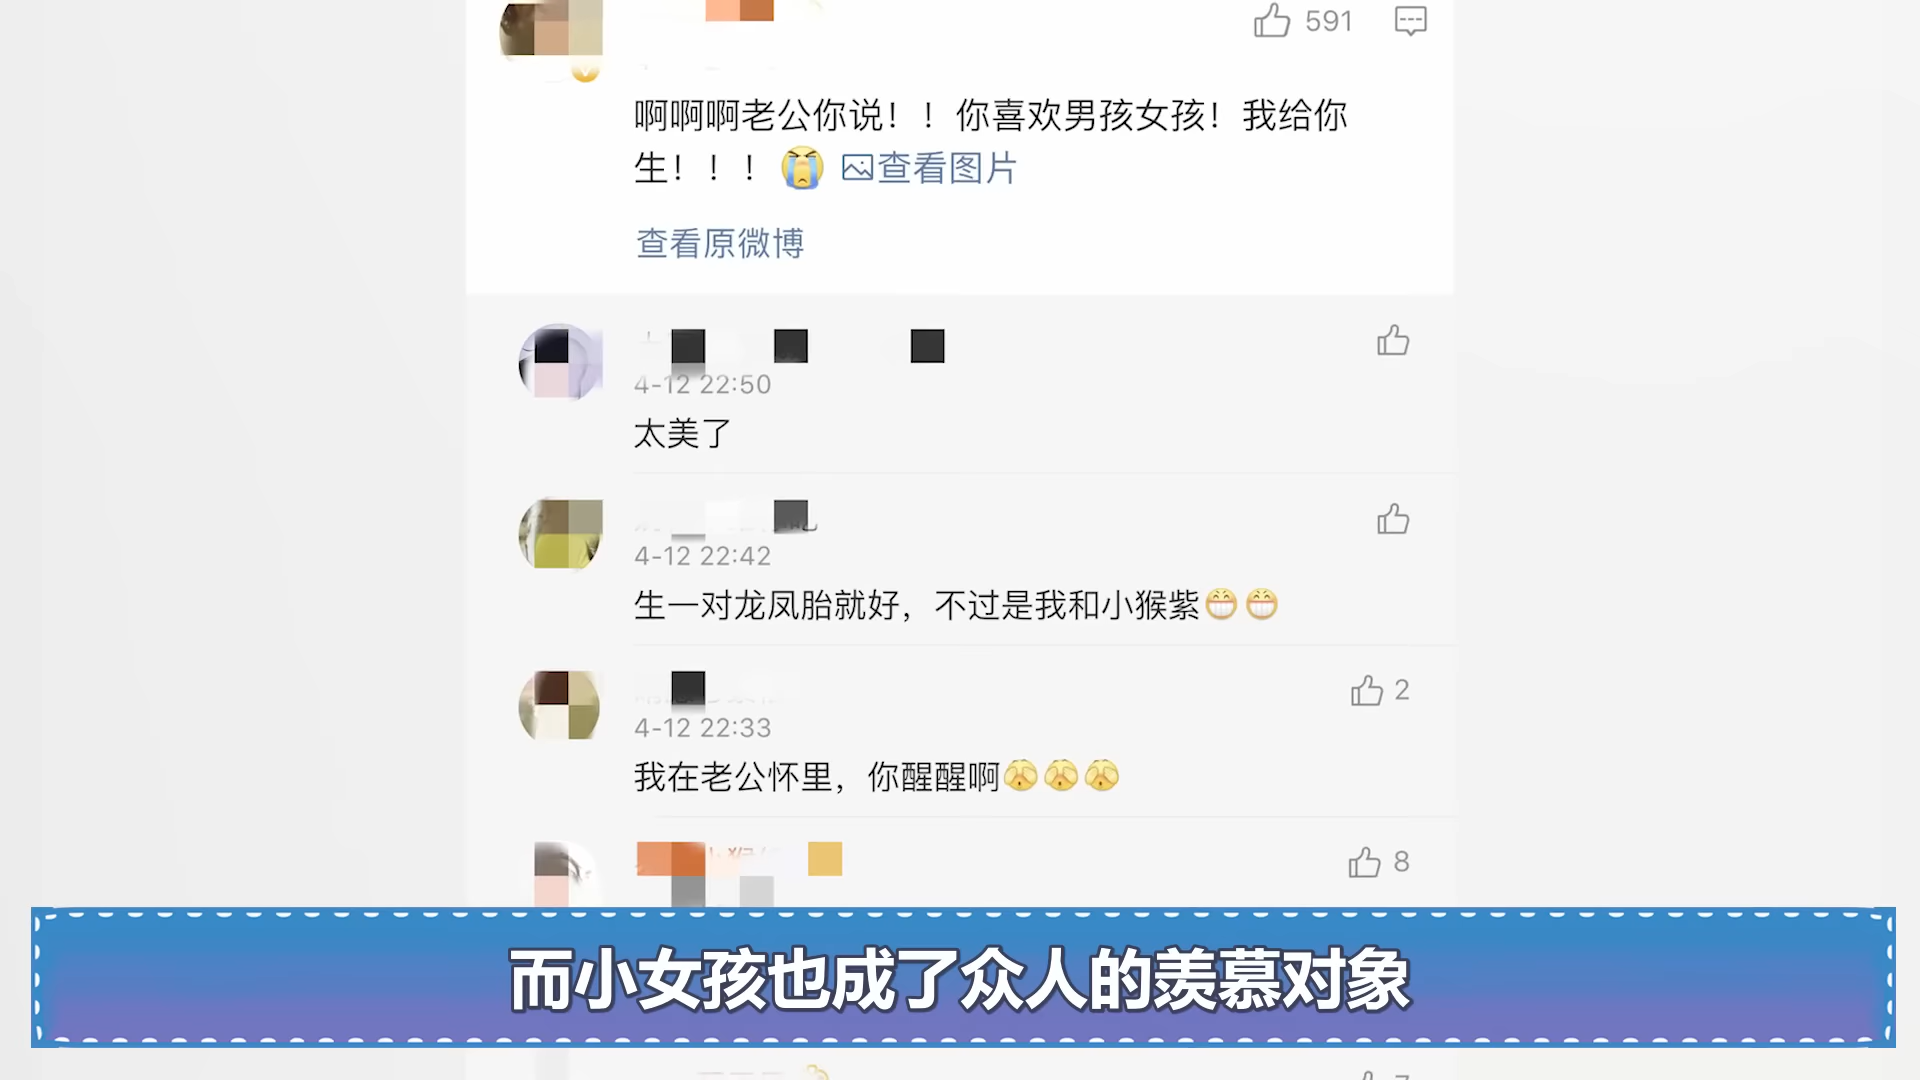 591
啊啊啊老公你说！！你喜欢男孩女孩！我给你
生！！！ 查看图片
查看原微博
4-12 22:50
太美了
4-12 22:42
生一对龙凤胎就好，不过是我和小猴紫
4-12 22:33
2
我在老公怀里，你醒醒啊
8
而小女孩也成了众人的羡慕对象